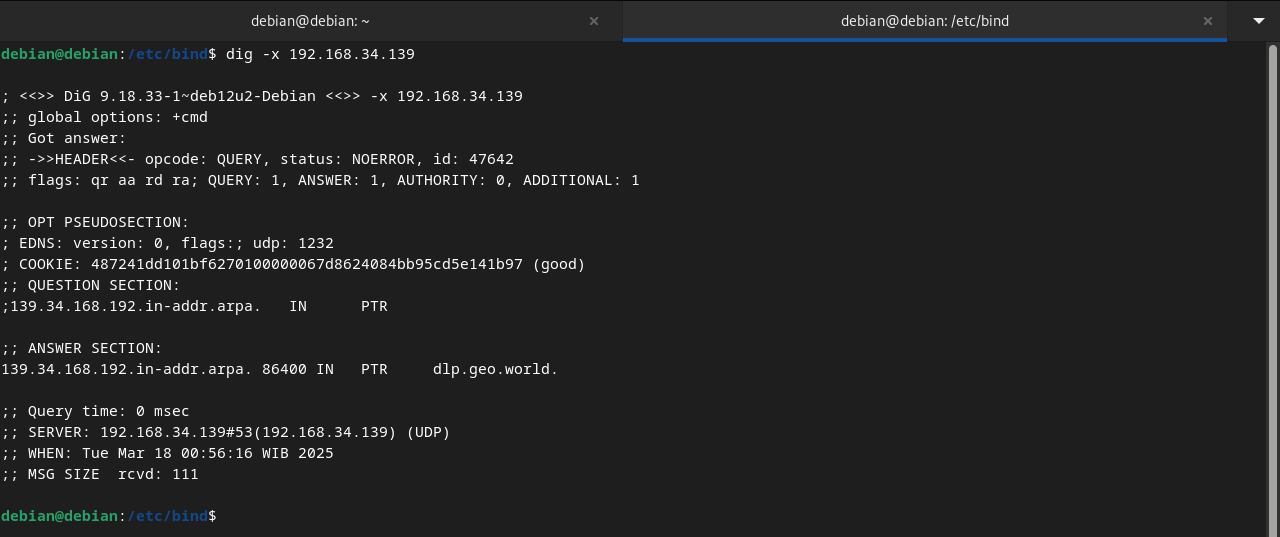 debian@debian: ~
debian@debian: /etc/bind
debian@debian:/etc/bind$ dig -x 192.168.34.139
; <<>> DiG 9.18.33-1~deb12u2-Debian <<>> -x 192.168.34.139
;; global options: +cmd
;; Got answer:
;; ->>HEADER<<- opcode: QUERY, status: NOERROR, id: 47642
;; flags: qr aa rd ra; QUERY: 1, ANSWER: 1, AUTHORITY: 0, ADDITIONAL: 1
;; OPT PSEUDOSECTION:
; EDNS: version: 0, flags:; udp: 1232
; COOKIE: 487241dd101bf6270100000067d8624084bb95cd5e141b97 (good)
;; QUESTION SECTION:
;139.34.168.192.in-addr.arpa.   IN      PTR
;; ANSWER SECTION:
139.34.168.192.in-addr.arpa. 86400 IN   PTR     dlp.geo.world.
;; Query time: 0 msec
;; SERVER: 192.168.34.139#53(192.168.34.139) (UDP)
;; WHEN: Tue Mar 18 00:56:16 WIB 2025
;; MSG SIZE  rcvd: 111
debian@debian:/etc/bind$